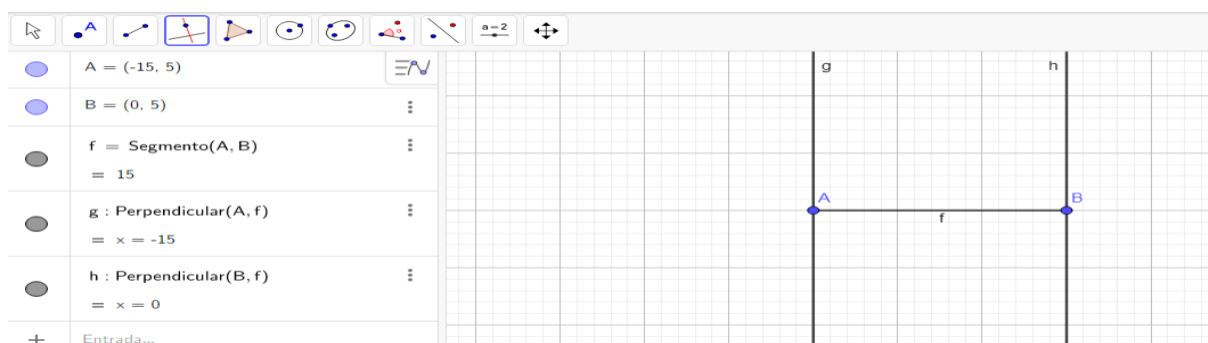 A
a=2
A = (-15, 5)
B = (0, 5)
f = Segmento(A, B)
= 15
g : Perpendicular(A, f)
= x = -15
h : Perpendicular(B, f)
= x = 0
+ Entrada...
g
h
A
B
f